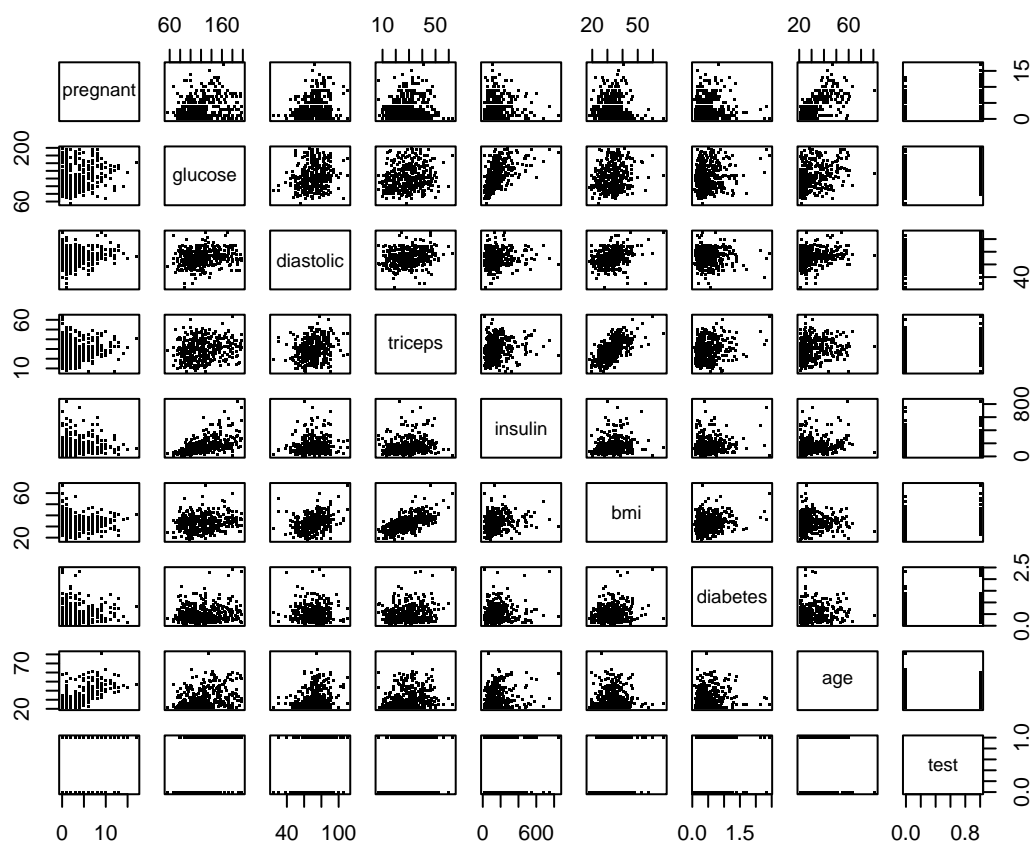 60 160 10 50 20 50 20 60
pregnant 0 15
60 200 glucose
diastolic 40
10 60 triceps
insulin 0 800
20 60 bmi
diabetes 0.0 2.5
20 70 age
test 0.0 1.0
0 10 40 100 0 600 0.0 1.5 0.0 0.8